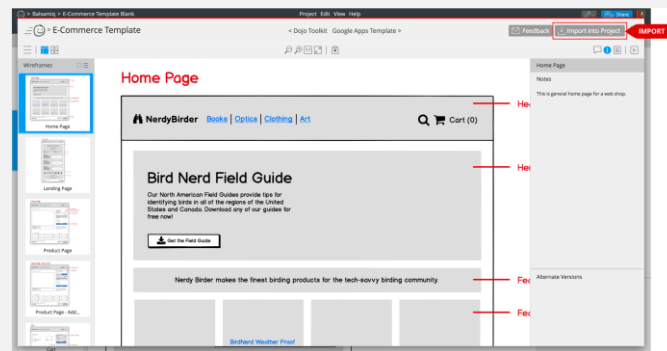 > Balsamiq > E-Commerce Template Blank
Project Edit View Help
Share
> E-Commerce Template
< Dojo Toolkit Google Apps Template >
Feedback
Import Into Project
IMPORT
Wireframes
Home Page
Landing Page
Product Page
Product Page - Add...
Cart
Home Page
NerdyBirder
Books | Optics | Clothing | Art
Cart (0)
Bird Nerd Field Guide
Our North American Field Guides provide tips for
identifying birds in all of the regions of the United
States and Canada. Download any of our guides for
free now!
Get the Field Guide
Nerdy Birder makes the finest birding products for the tech-savvy birding community.
BirdNerd Weather Proof
Hea
Her
Fea
Fea
Home Page
Notes
This is general home page for a web shop.
Alternate Versions